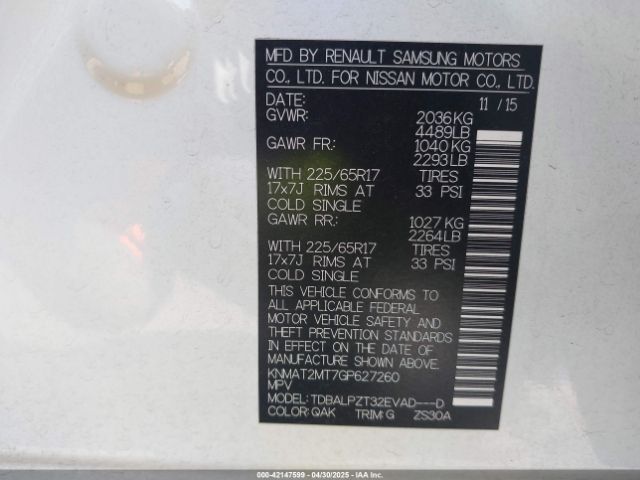 MFD BY RENAULT SAMSUNG MOTORS
CO., LTD. FOR NISSAN MOTOR CO., LTD.
DATE: 11 / 15
GVWR: 2036KG
4489LB
GAWR FR.: 1040 KG
2293LB
WITH 225/65R17 TIRES
17x7J RIMS AT 33 PSI
COLD SINGLE
GAWR RR.: 1027 KG
2264LB
WITH 225/65R17 TIRES
17x7J RIMS AT 33 PSI
COLD SINGLE
THIS VEHICLE CONFORMS TO
ALL APPLICABLE FEDERAL
MOTOR VEHICLE SAFETY AND
THEFT PREVENTION STANDARDS
IN EFFECT ON THE DATE OF
MANUFACTURE SHOWN ABOVE.
KNMAT2MT7GP627260
MPV
MODEL: TDBALPZT32EVAD---D
COLOR: QAK TRIM: G ZS30A
000-42147599 - 04/30/2025 - IAAI.COM